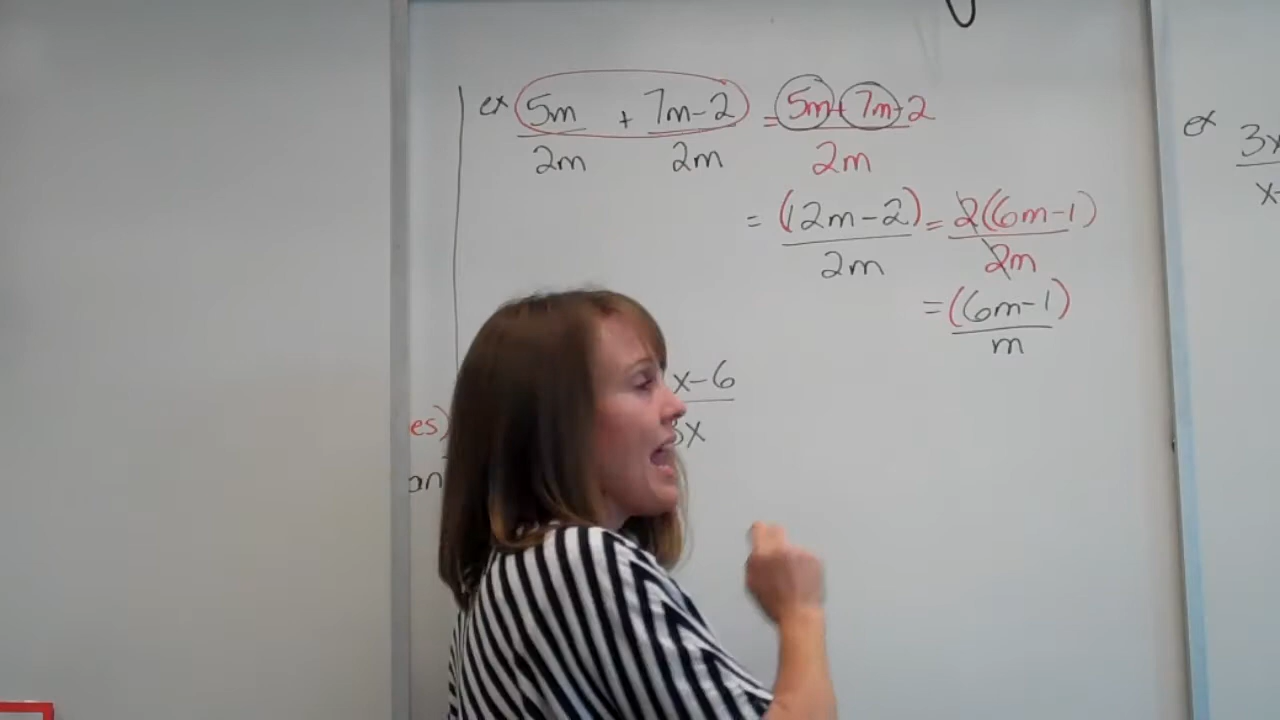 ex 5m/2m + 7m-2/2m = 5m+7m-2/2m
= (12m-2)/2m = 2(6m-1)/2m
= (6m-1)/m
x-6/3x
es)
on
ex 3x/x-